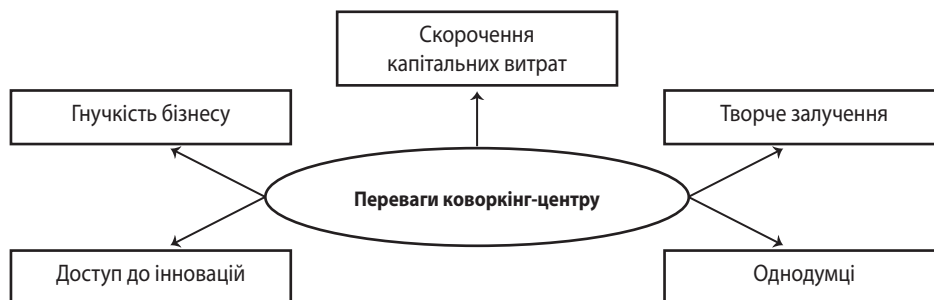 Скорочення
капітальних витрат
Гнучкість бізнесу
Творче залучення
Переваги коворкінг-центру
Доступ до інновацій
Однодумці